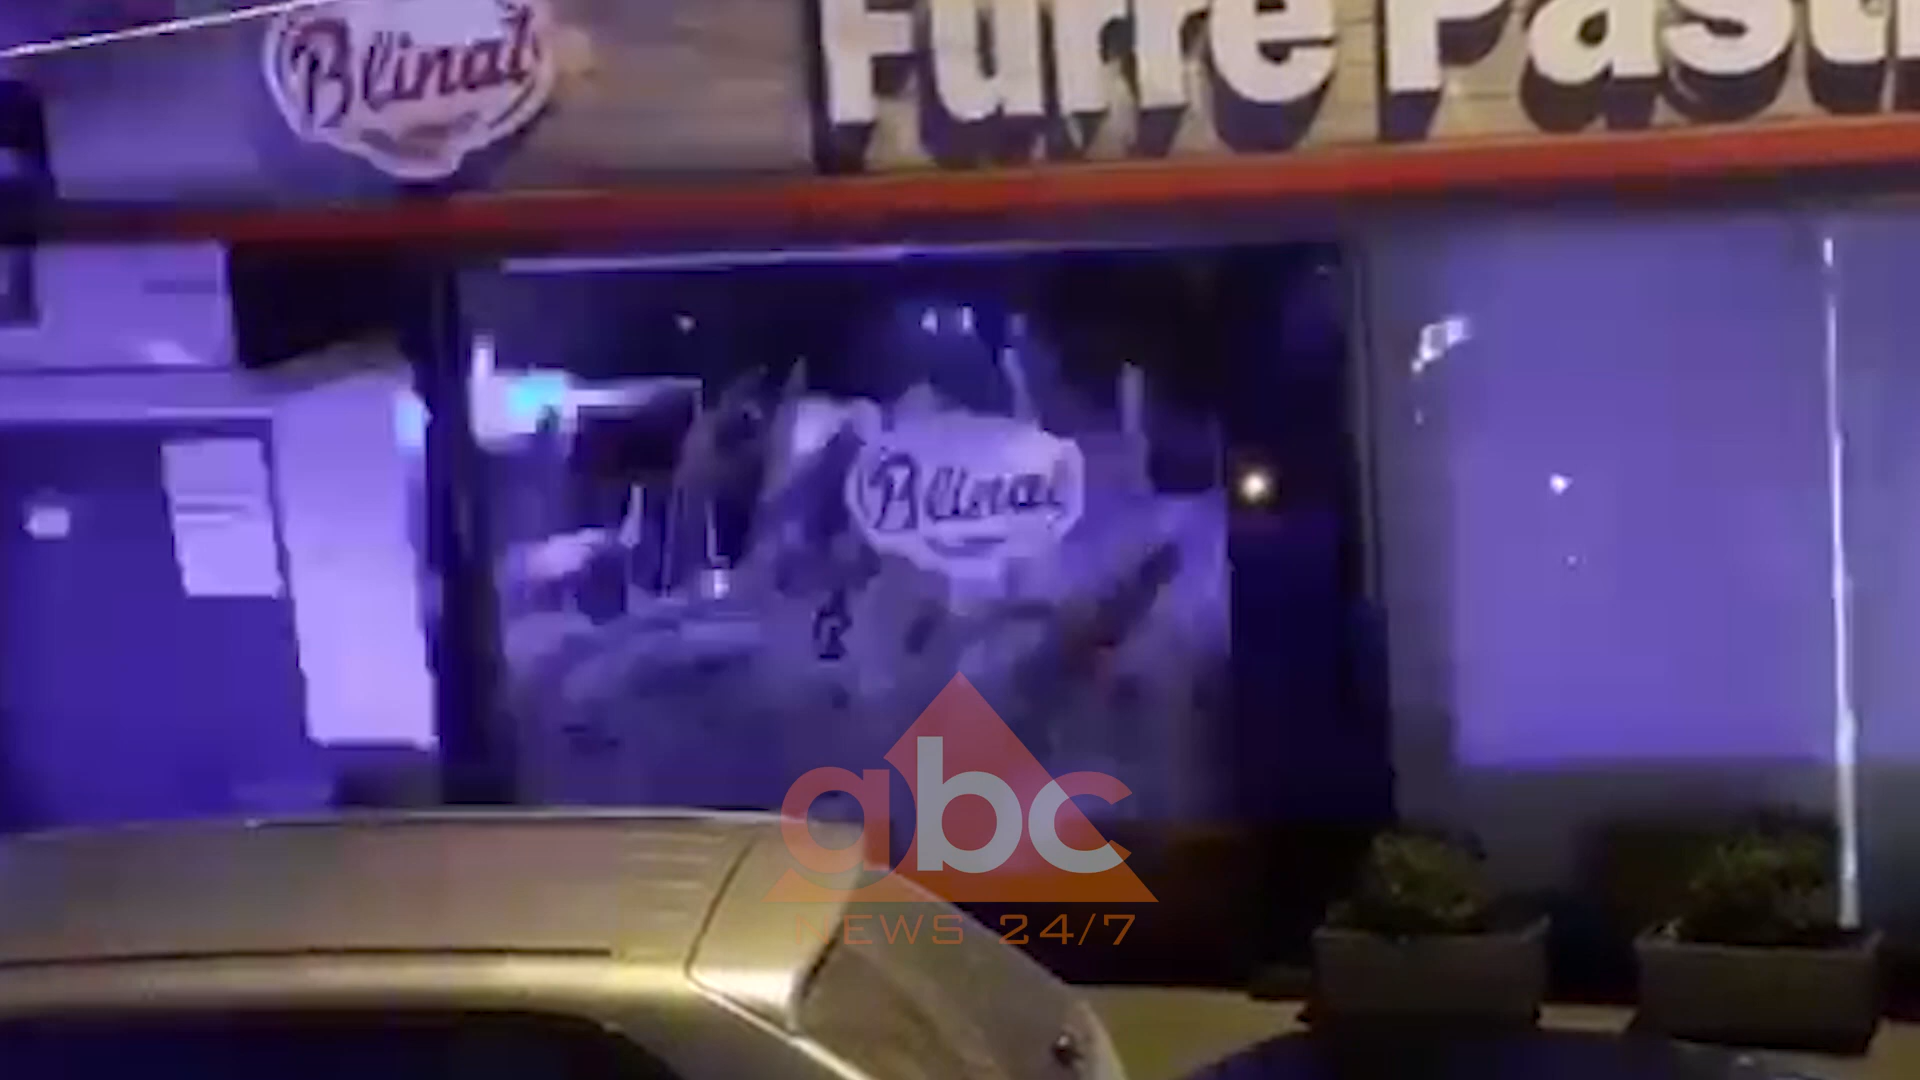 Blinal
Furre Past
Blinal
abc
NEWS 24/7